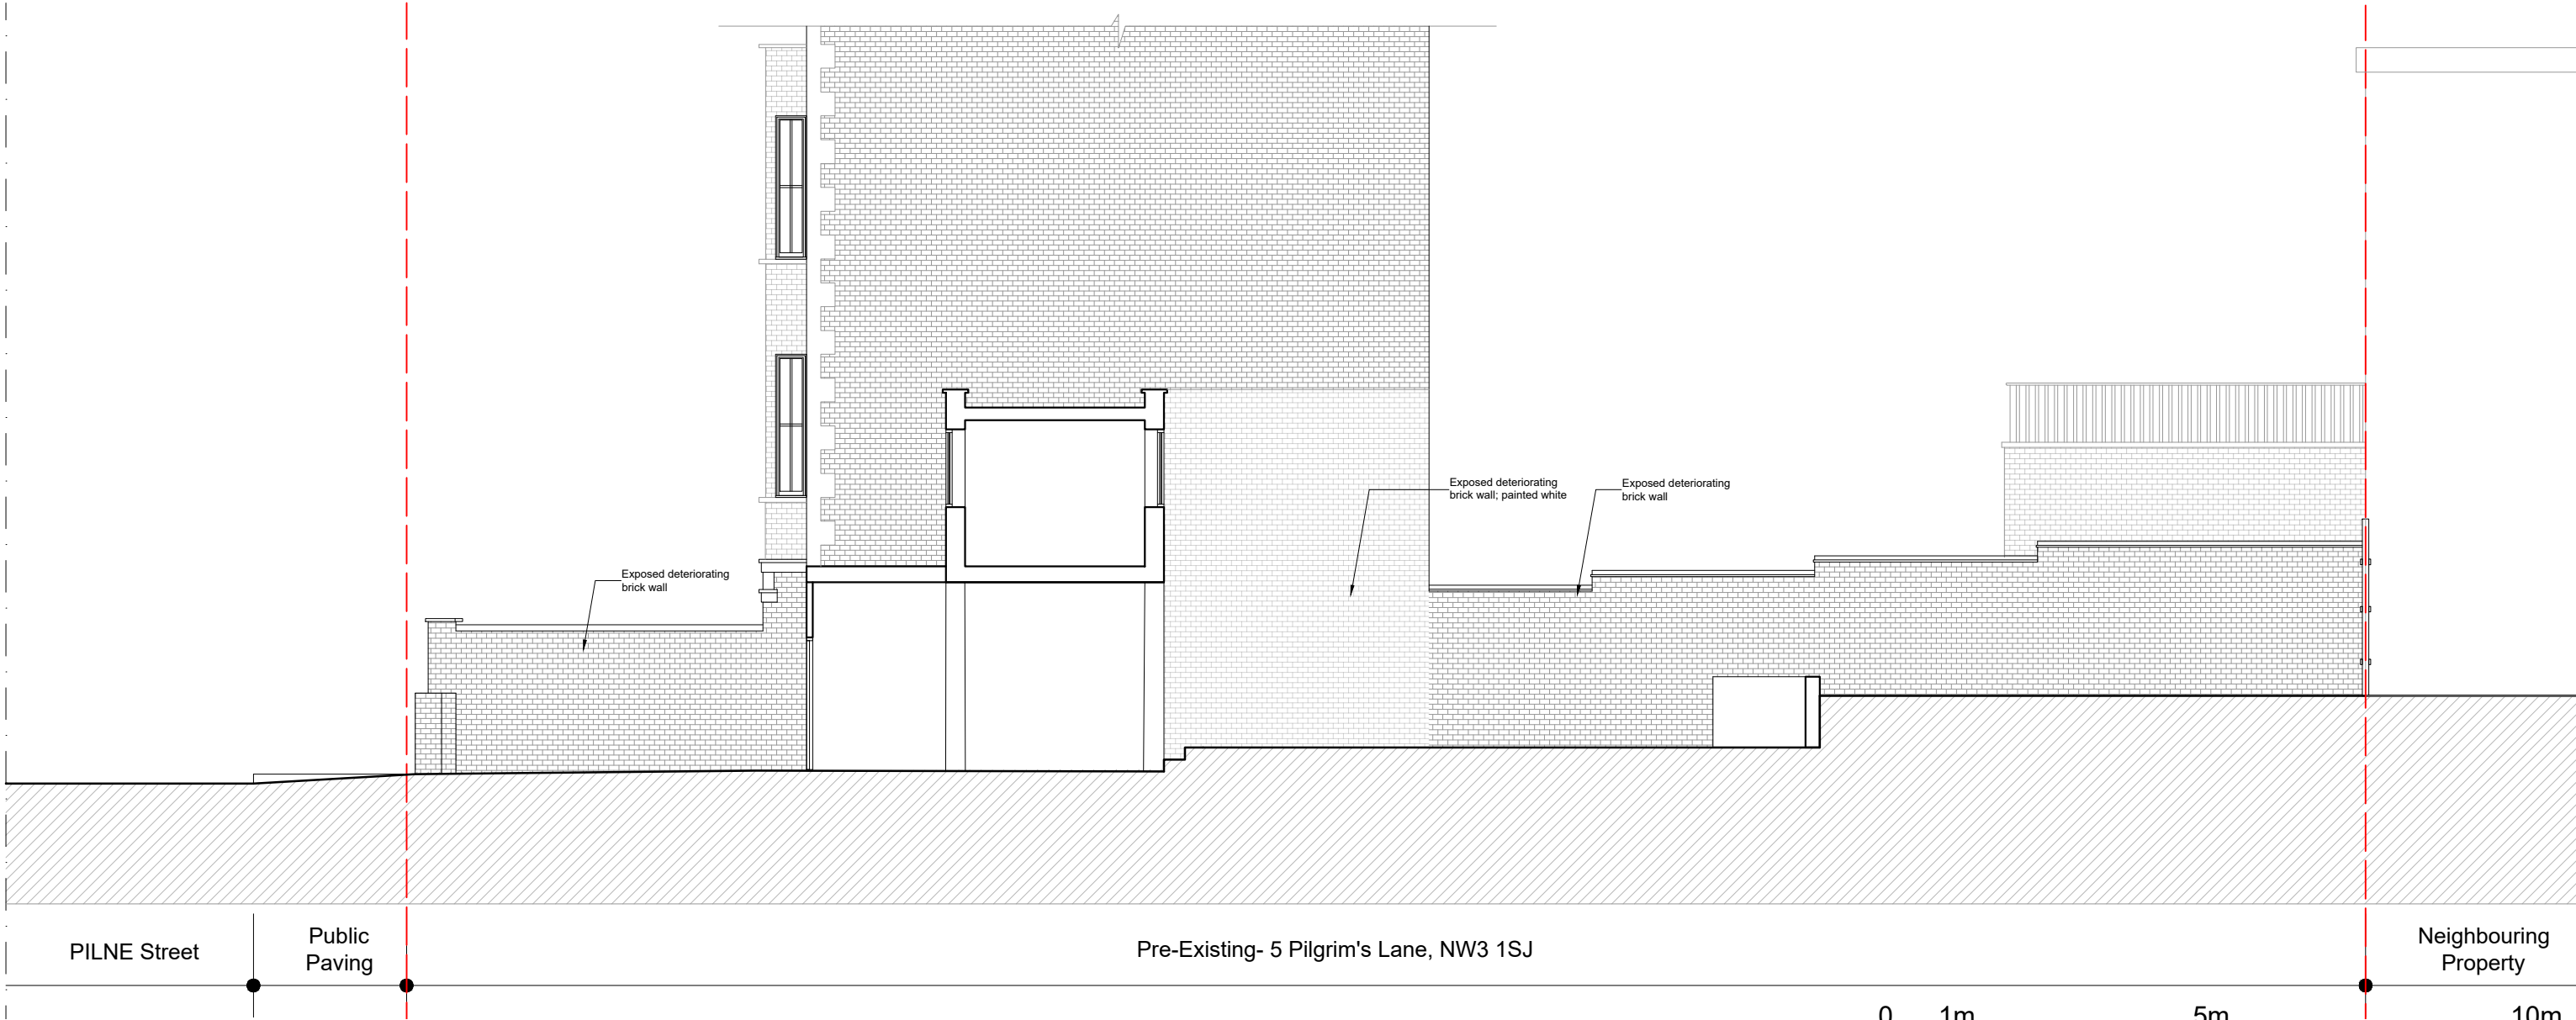 Exposed deteriorating
brick wall; painted white
Exposed deteriorating
brick wall
Exposed deteriorating
brick wall
PILNE Street
Public
Paving
Pre-Existing- 5 Pilgrim's Lane, NW3 1SJ
Neighbouring
Property
0 1m 5m 10m